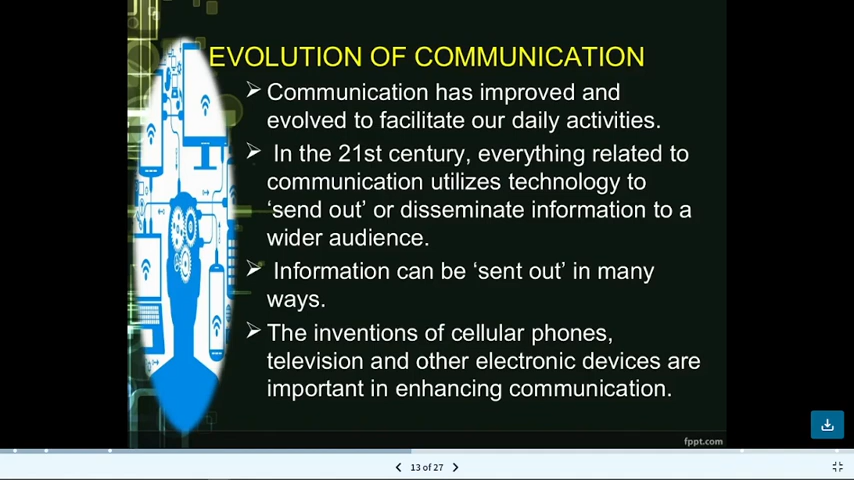 EVOLUTION OF COMMUNICATION
➢ Communication has improved and
evolved to facilitate our daily activities.
➢ In the 21st century, everything related to
communication utilizes technology to
‘send out’ or disseminate information to a
wider audience.
➢ Information can be ‘sent out’ in many
ways.
➢ The inventions of cellular phones,
television and other electronic devices are
important in enhancing communication.
fppt.com
13 of 27